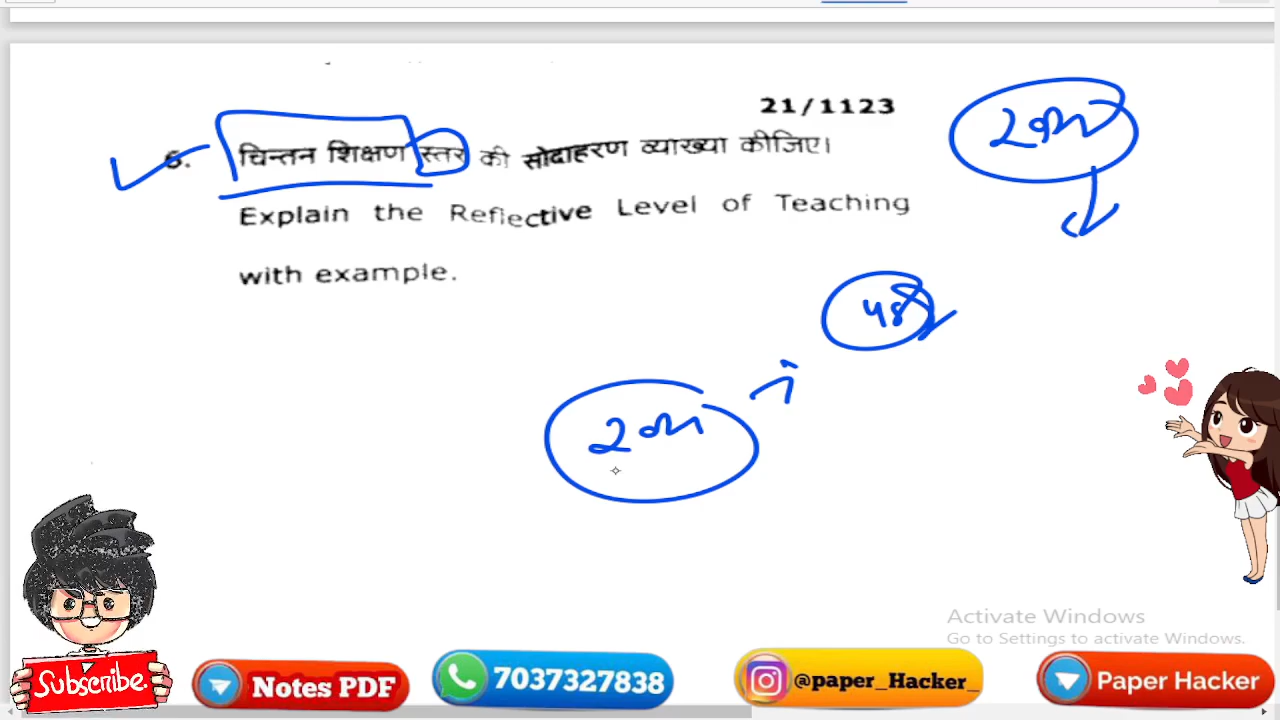 21/1123
6. चिन्तन शिक्षण स्तर की सोदाहरण व्याख्या कीजिए।
Explain the Reflective Level of Teaching
with example.
48
Activate Windows
Go to Settings to activate Windows.
Subscribe
Notes PDF
7037327838
@paper_Hacker_
Paper Hacker